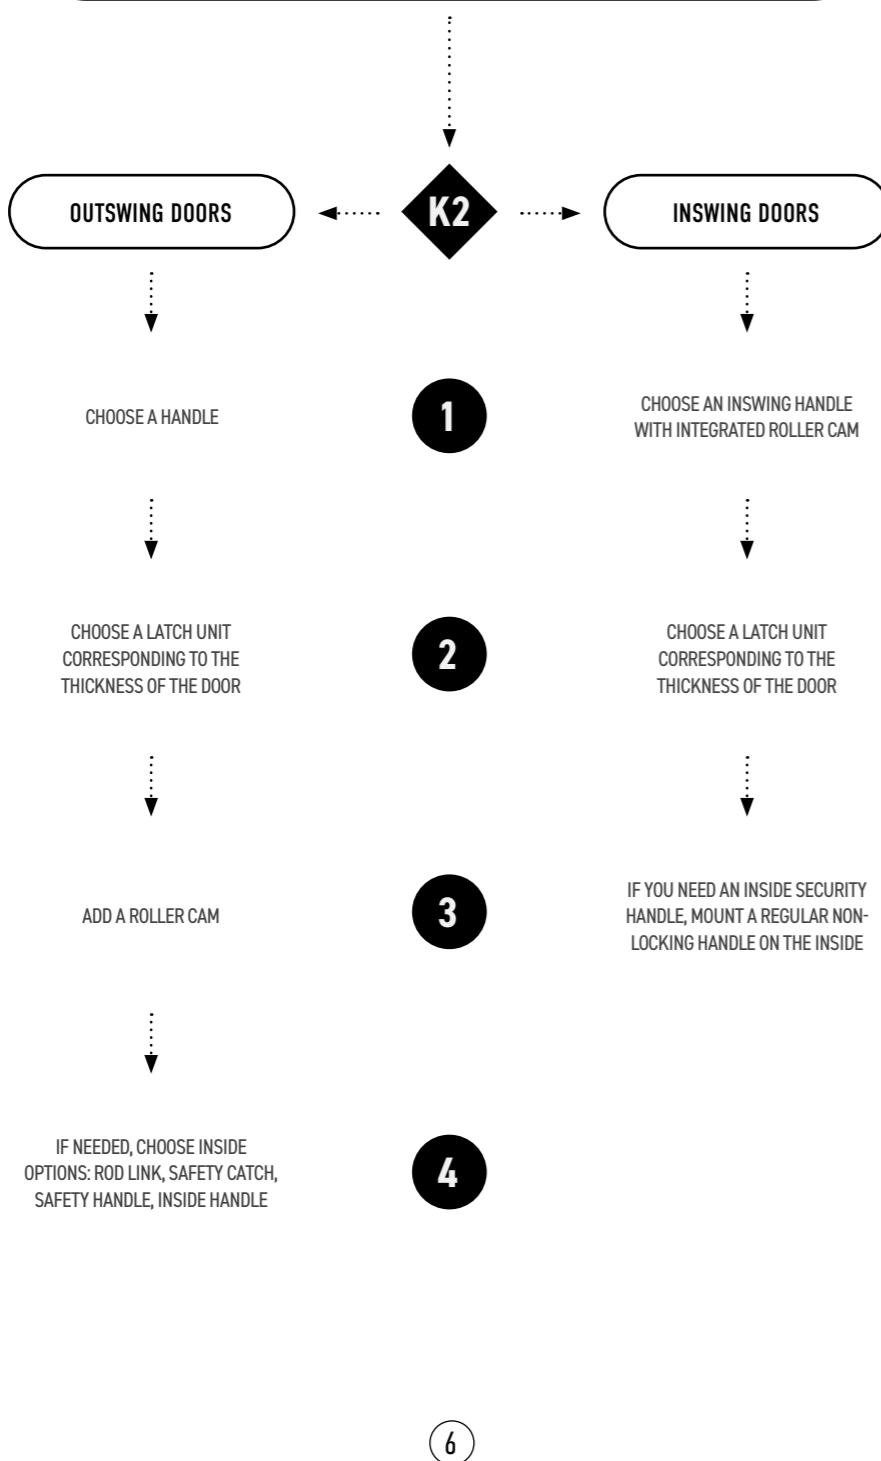 OUTSWING DOORS
K2
INSWING DOORS
CHOOSE A HANDLE
1
CHOOSE AN INSWING HANDLE
WITH INTEGRATED ROLLER CAM
CHOOSE A LATCH UNIT
CORRESPONDING TO THE
THICKNESS OF THE DOOR
2
CHOOSE A LATCH UNIT
CORRESPONDING TO THE
THICKNESS OF THE DOOR
ADD A ROLLER CAM
3
IF YOU NEED AN INSIDE SECURITY
HANDLE, MOUNT A REGULAR NON-
LOCKING HANDLE ON THE INSIDE
IF NEEDED, CHOOSE INSIDE
OPTIONS: ROD LINK, SAFETY CATCH,
SAFETY HANDLE, INSIDE HANDLE
4
6